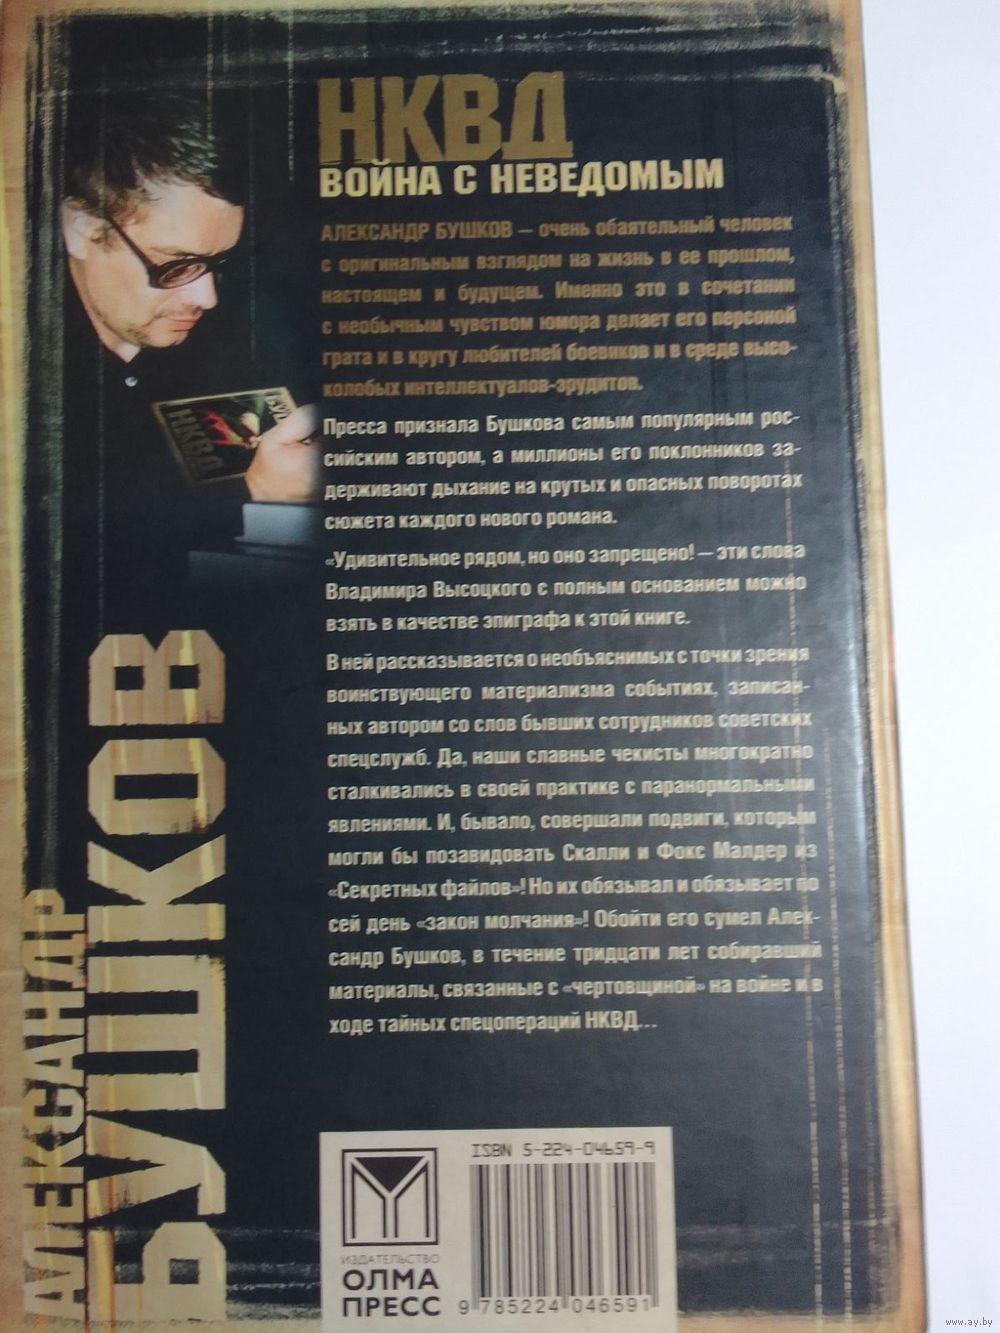 НКВД
ВОЙНА С НЕВЕДОМЫМ
АЛЕКСАНДР БУШКОВ — очень обаятельный человек
с оригинальным взглядом на жизнь в ее прошлом,
настоящем и будущем. Именно это в сочетании
с необычным чувством юмора делает его персоной
грата и в кругу любителей боевиков и в среде высо-
колобых интеллектуалов-эрудитов.
Пресса признала Бушкова самым популярным рос-
сийским автором, а миллионы его поклонников за-
держивают дыхание на крутых и опасных поворотах
сюжета каждого нового романа.
«Удивительное рядом, но оно запрещено! — эти слова
Владимира Высоцкого с полным основанием можно
взять в качестве эпиграфа к этой книге.
В ней рассказывается о необъяснимых с точки зрения
воинствующего материализма событиях, записан-
ных автором со слов бывших сотрудников советских
спецслужб. Да, наши славные чекисты многократно
сталкивались в своей практике с паранормальными
явлениями. И, бывало, совершали подвиги, которым
могли бы позавидовать Скалли и Фокс Малдер из
«Секретных файлов»! Но их обязывал и обязывает по
сей день «закон молчания»! Обойти его сумел Алек-
сандр Бушков, в течение тридцати лет собиравший
материалы, связанные с «чертовщиной» на войне и в
ходе тайных спецопераций НКВД...
АЛЕКСАНДР
БУШКОВ
НКВД
ISBN 5-224-04659-9
ИЗДАТЕЛЬСТВО
ОЛМА
ПРЕСС
9 785224 046591
www.ay.by